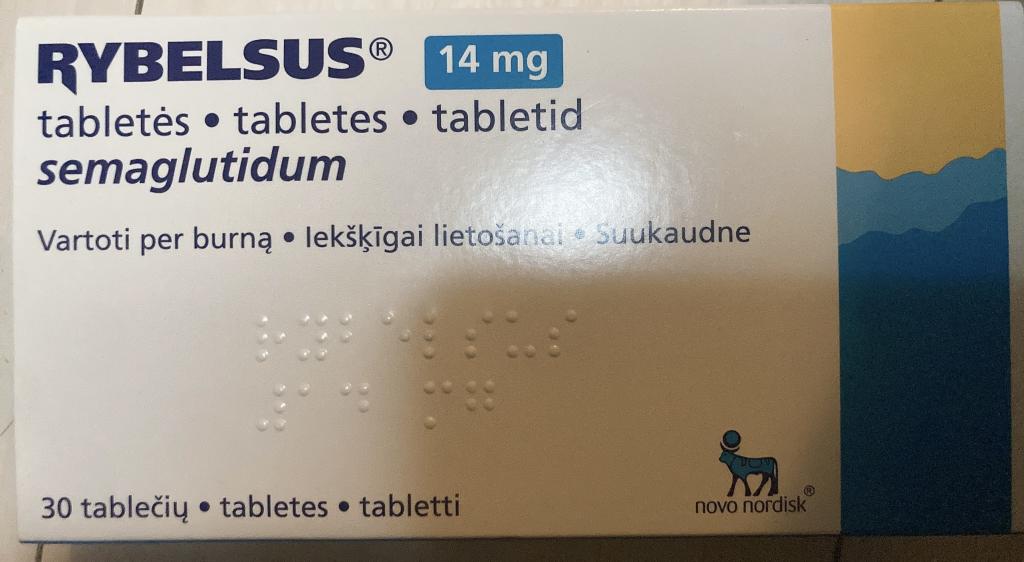 RYBELSUS® 14 mg
tabletės • tabletes • tabletid
semaglutidum
Vartoti per burną • Iekšķīgai lietošanai • Suukaudne
30 tablečių • tabletes • tabletti
novo nordisk®